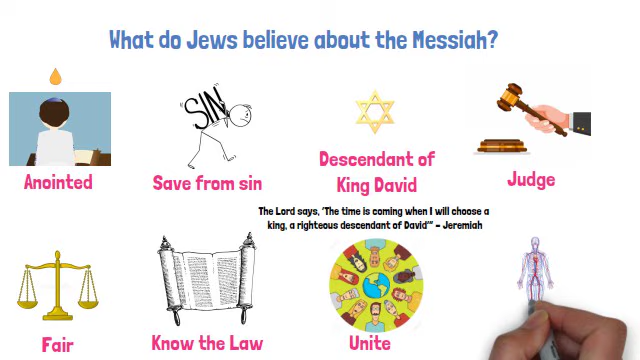 What do Jews believe about the Messiah?
SIN
Anointed
Save from sin
Descendant of
King David
Judge
The Lord says, 'The time is coming when I will choose a
king, a righteous descendant of David'" – Jeremiah
Fair
Know the Law
Unite